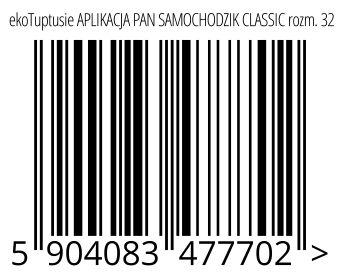 ekoTuptusie APLIKACJA PAN SAMOCHODZIK CLASSIC rozm. 32
5 904083 477702 >